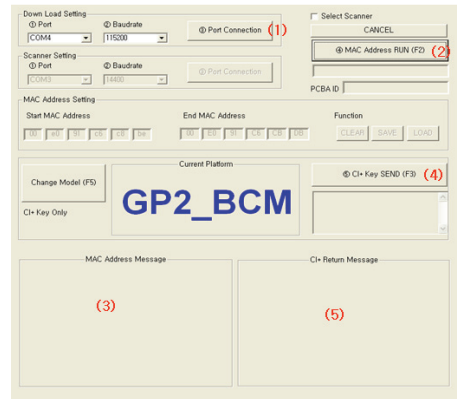 Down Load Setting
① Port ② Baudrate
COM4 115200 ③ Port Connection (1)
Select Scanner
CANCEL
④ MAC Address RUN (F2) (2)
PCBA ID
Scanner Setting
① Port ② Baudrate
COM3 14400 ③ Port Connection
MAC Address Setting
Start MAC Address End MAC Address Function
00 e0 91 c6 c8 be 00 E0 91 C6 CB DB CLEAR SAVE LOAD
Change Model (F5)
CI+ Key Only
Current Platform
GP2_BCM
⑥ CI+ Key SEND (F3) (4)
MAC Address Message
(3)
CI+ Return Message
(5)